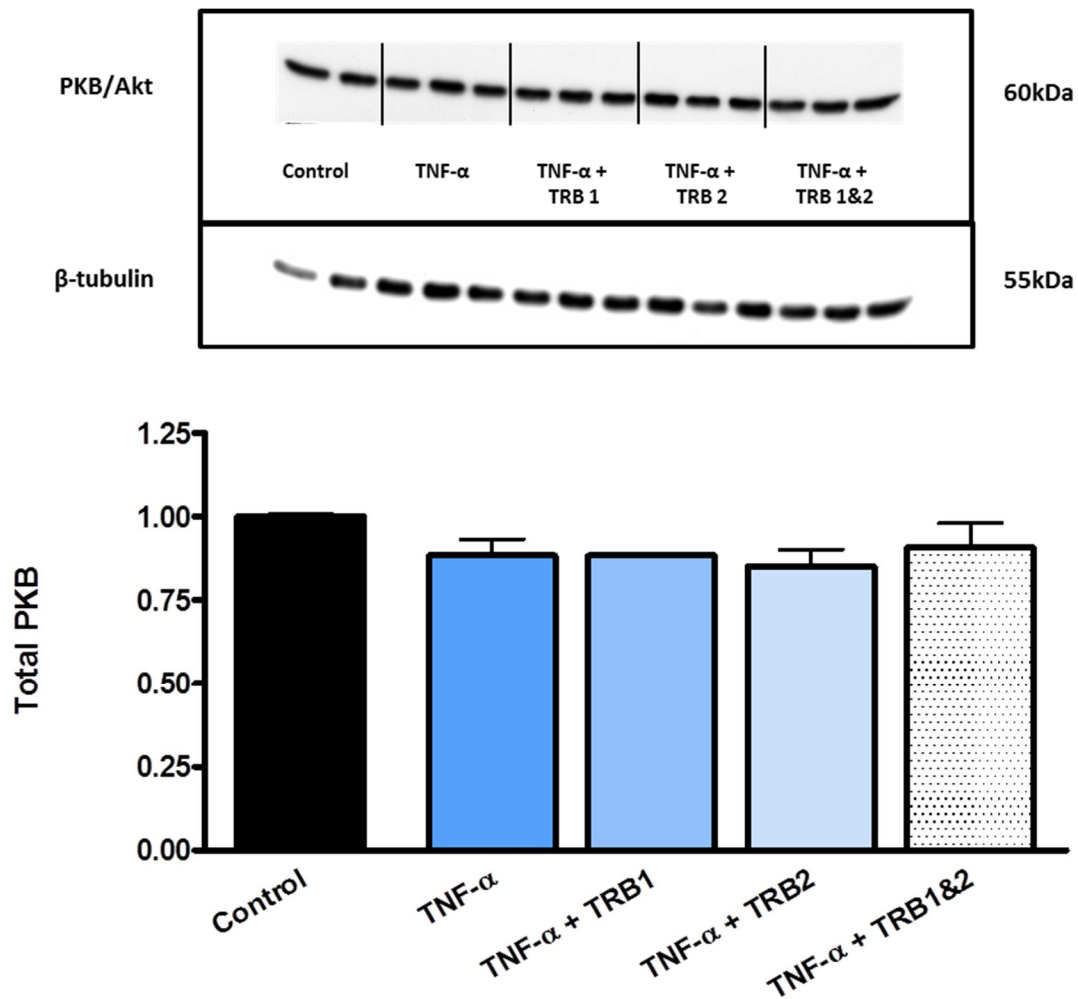 PKB/Akt
60kDa
Control
TNF-α
TNF-α +
TRB 1
TNF-α +
TRB 2
TNF-α +
TRB 1&2
β-tubulin
55kDa
1.25
1.00
0.75
0.50
0.25
0.00
Total PKB
Control
TNF-α
TNF-α + TRB1
TNF-α + TRB2
TNF-α + TRB1&2